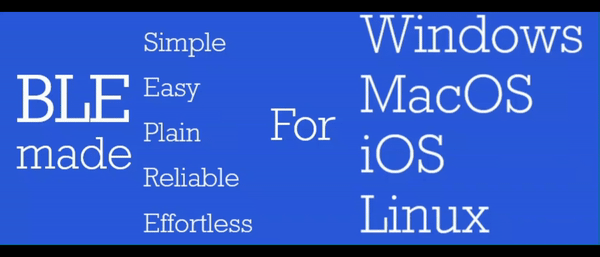 BLE
made
Simple
Easy
Plain
Reliable
Effortless
For
Windows
MacOS
iOS
Linux